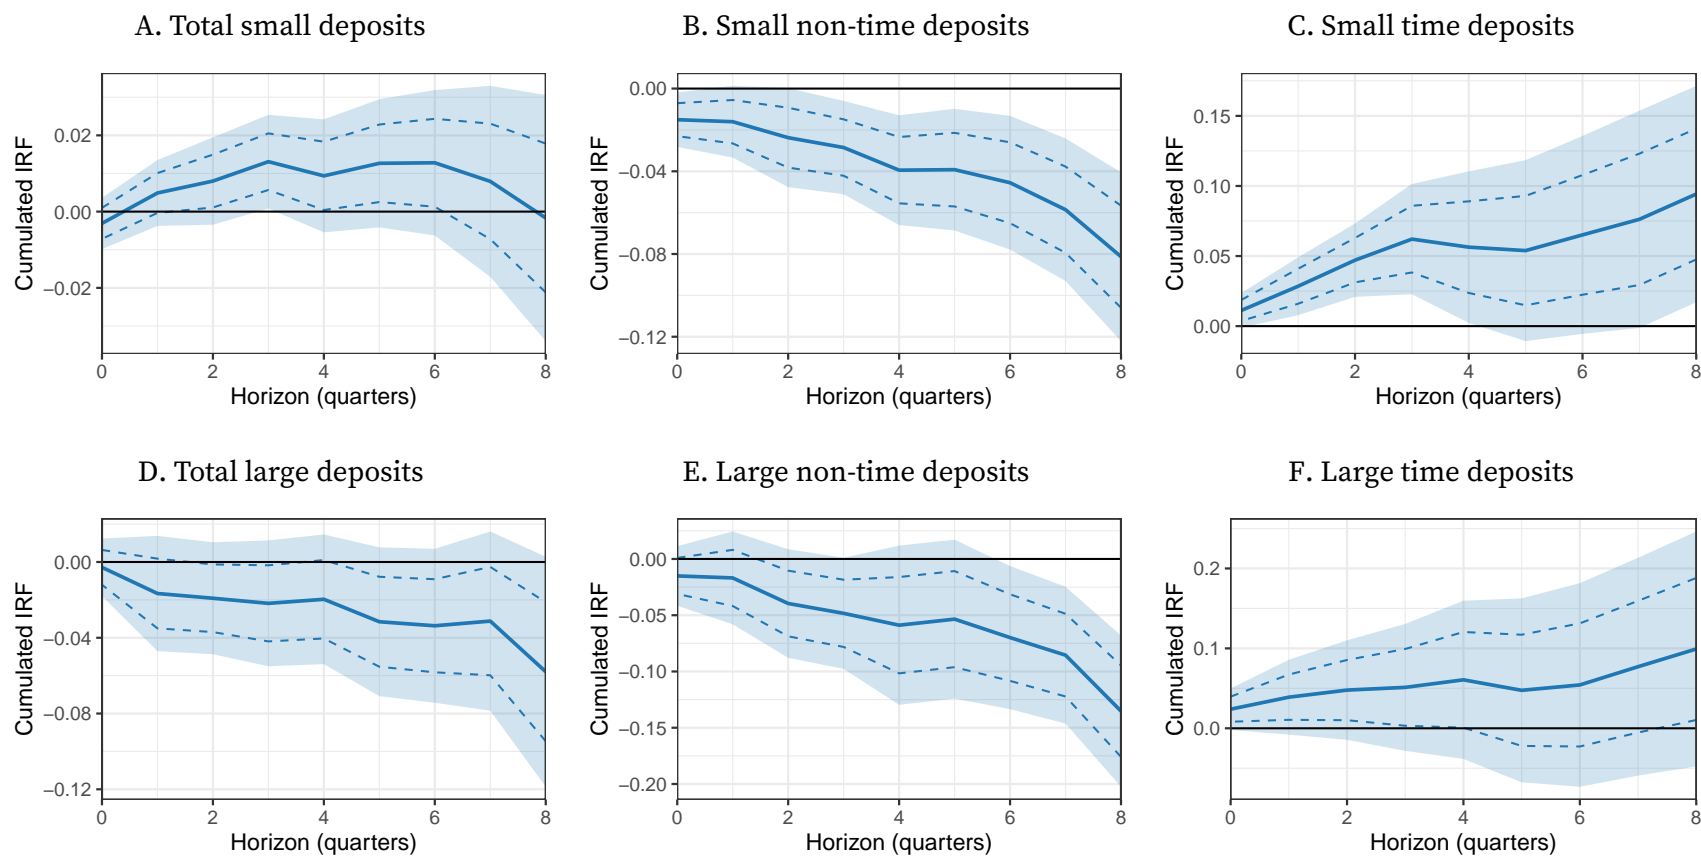 A. Total small deposits
Cumulated IRF
0.02
0.00
−0.02
0 2 4 6 8
Horizon (quarters)
B. Small non-time deposits
Cumulated IRF
0.00
−0.04
−0.08
−0.12
0 2 4 6 8
Horizon (quarters)
C. Small time deposits
Cumulated IRF
0.15
0.10
0.05
0.00
0 2 4 6 8
Horizon (quarters)
D. Total large deposits
Cumulated IRF
0.00
−0.04
−0.08
−0.12
0 2 4 6 8
Horizon (quarters)
E. Large non-time deposits
Cumulated IRF
0.00
−0.05
−0.10
−0.15
−0.20
0 2 4 6 8
Horizon (quarters)
F. Large time deposits
Cumulated IRF
0.2
0.1
0.0
0 2 4 6 8
Horizon (quarters)